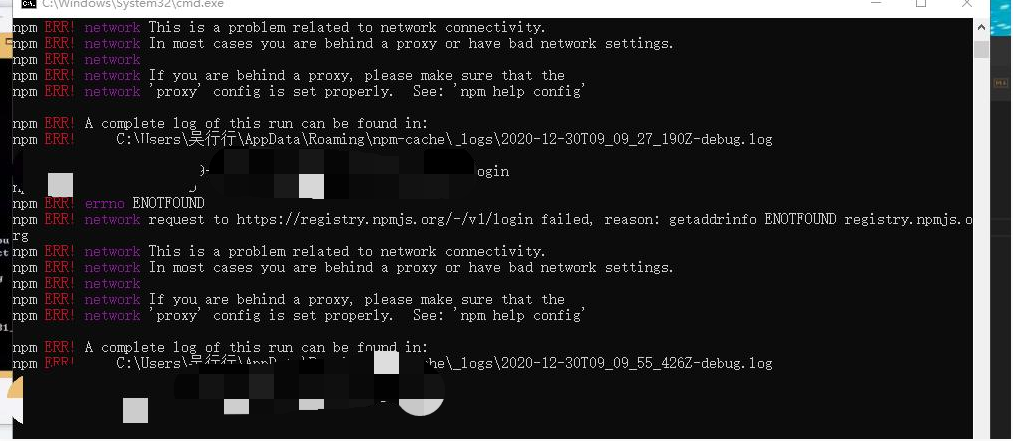 C:\Windows\System32\cmd.exe
npm ERR! network This is a problem related to network connectivity.
npm ERR! network In most cases you are behind a proxy or have bad network settings.
npm ERR! network
npm ERR! network If you are behind a proxy, please make sure that the
npm ERR! network 'proxy' config is set properly.  See: 'npm help config'
npm ERR! A complete log of this run can be found in:
npm ERR!     C:\Users\吴行行\AppData\Roaming\npm-cache\_logs\2020-12-30T09_09_27_190Z-debug.log
ogin
npm ERR! errno ENOTFOUND
npm ERR! network request to https://registry.npmjs.org/-/v1/login failed, reason: getaddrinfo ENOTFOUND registry.npmjs.o
rg
npm ERR! network This is a problem related to network connectivity.
npm ERR! network In most cases you are behind a proxy or have bad network settings.
npm ERR! network
npm ERR! network If you are behind a proxy, please make sure that the
npm ERR! network 'proxy' config is set properly.  See: 'npm help config'
npm ERR! A complete log of this run can be found in:
npm ERR!     C:\Users\吴行行\AppData\ he\_logs\2020-12-30T09_09_55_426Z-debug.log